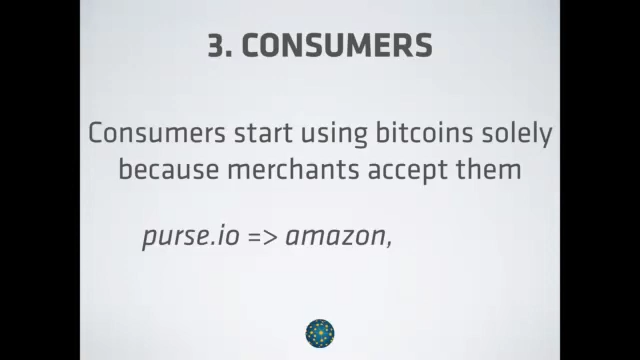 3. CONSUMERS
Consumers start using bitcoins solely
because merchants accept them
purse.io => amazon,